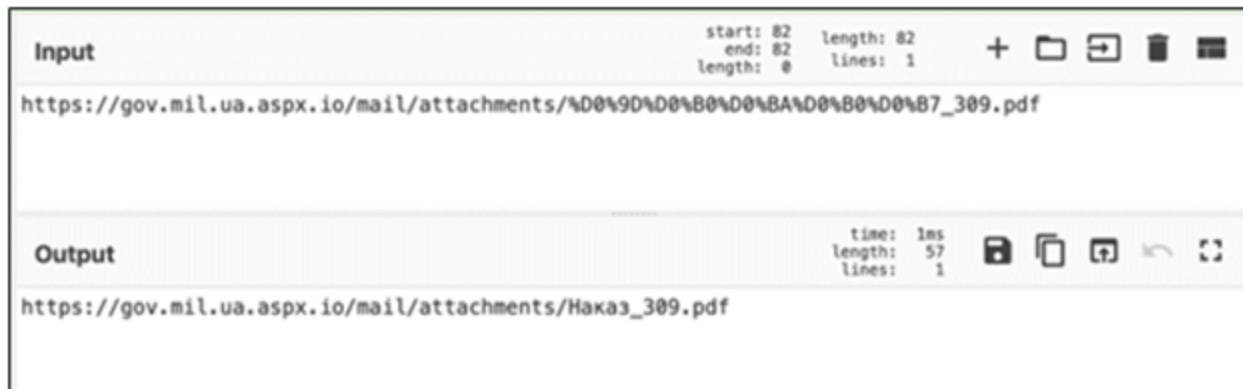 Input
start: 82
end: 82
length: 0
length: 82
lines: 1
https://gov.mil.ua.aspx.io/mail/attachments/%D0%9D%D0%B0%D0%BA%D0%B0%D0%B7_309.pdf
Output
time: 1ms
length: 57
lines: 1
https://gov.mil.ua.aspx.io/mail/attachments/Наказ_309.pdf